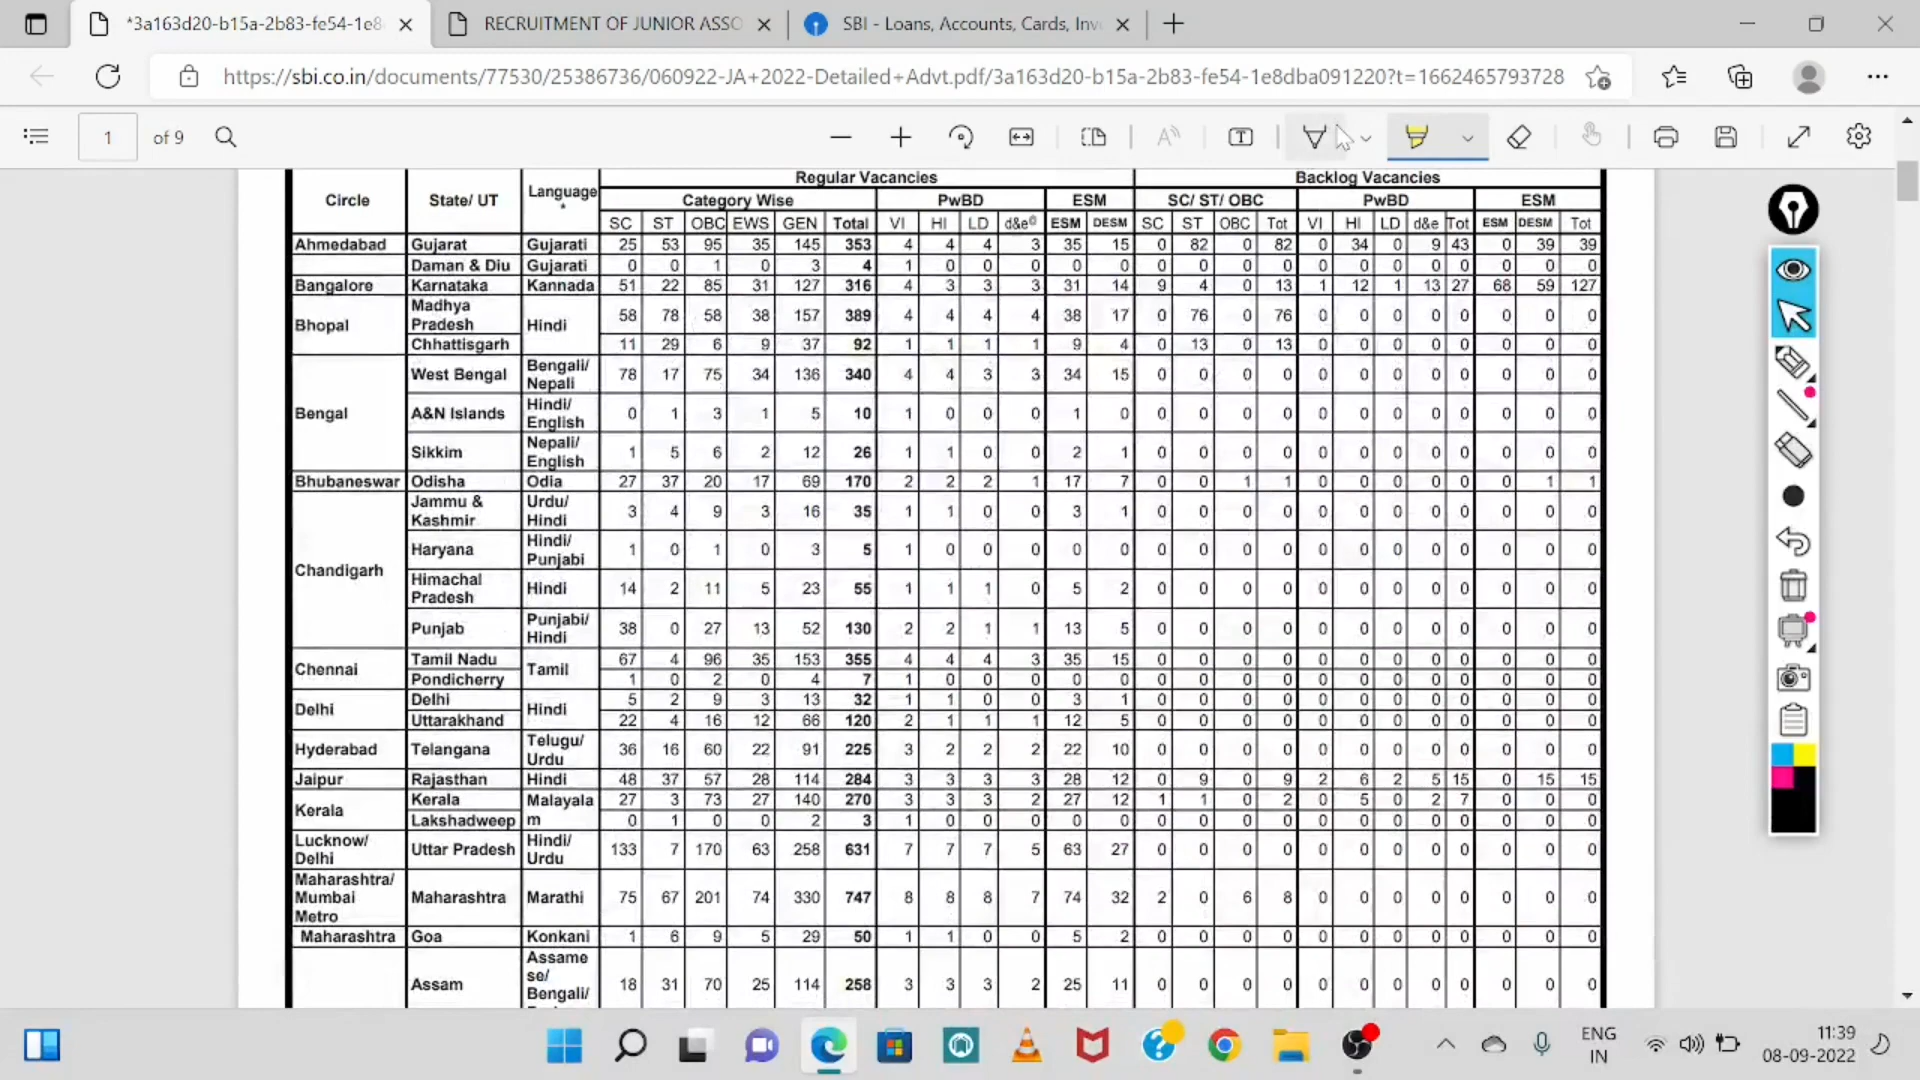 *3a163d20-b15a-2b83-fe54-1e8
RECRUITMENT OF JUNIOR ASSO
SBI - Loans, Accounts, Cards, Inv
https://sbi.co.in/documents/77530/25386736/060922-JA+2022-Detailed+Advt.pdf/3a163d20-b15a-2b83-fe54-1e8dba091220?t=1662465793728
1 of 9
Regular Vacancies Backlog Vacancies
Circle State/ UT Language * Category Wise PwBD ESM SC/ ST/ OBC PwBD ESM
SC ST OBC EWS GEN Total VI HI LD d&e@ ESM DESM SC ST OBC Tot VI HI LD d&e Tot ESM DESM Tot
Ahmedabad Gujarat Gujarati 25 53 95 35 145 353 4 4 4 3 35 15 0 82 0 82 0 34 0 9 43 0 39 39
Daman & Diu Gujarati 0 0 1 0 3 4 1 0 0 0 0 0 0 0 0 0 0 0 0 0 0 0 0 0
Bangalore Karnataka Kannada 51 22 85 31 127 316 4 3 3 3 31 14 9 4 0 13 1 12 1 13 27 68 59 127
Bhopal Madhya Pradesh Hindi 58 78 58 38 157 389 4 4 4 4 38 17 0 76 0 76 0 0 0 0 0 0 0 0
Chhattisgarh 11 29 6 9 37 92 1 1 1 1 9 4 0 13 0 13 0 0 0 0 0 0 0 0
Bengal West Bengal Bengali/ Nepali 78 17 75 34 136 340 4 4 3 3 34 15 0 0 0 0 0 0 0 0 0 0 0 0
A&N Islands Hindi/ English 0 1 3 1 5 10 1 0 0 0 1 0 0 0 0 0 0 0 0 0 0 0 0 0
Sikkim Nepali/ English 1 5 6 2 12 26 1 1 0 0 2 1 0 0 0 0 0 0 0 0 0 0 0 0
Bhubaneswar Odisha Odia 27 37 20 17 69 170 2 2 2 1 17 7 0 0 1 1 0 0 0 0 0 0 1 1
Chandigarh Jammu & Kashmir Urdu/ Hindi 3 4 9 3 16 35 1 1 0 0 3 1 0 0 0 0 0 0 0 0 0 0 0 0
Haryana Hindi/ Punjabi 1 0 1 0 3 5 1 0 0 0 0 0 0 0 0 0 0 0 0 0 0 0 0 0
Himachal Pradesh Hindi 14 2 11 5 23 55 1 1 1 0 5 2 0 0 0 0 0 0 0 0 0 0 0 0
Punjab Punjabi/ Hindi 38 0 27 13 52 130 2 2 1 1 13 5 0 0 0 0 0 0 0 0 0 0 0 0
Chennai Tamil Nadu Tamil 67 4 96 35 153 355 4 4 4 3 35 15 0 0 0 0 0 0 0 0 0 0 0 0
Pondicherry 1 0 2 0 4 7 1 0 0 0 0 0 0 0 0 0 0 0 0 0 0 0 0 0
Delhi Delhi Hindi 5 2 9 3 13 32 1 1 0 0 3 1 0 0 0 0 0 0 0 0 0 0 0 0
Uttarakhand 22 4 16 12 66 120 2 1 1 1 12 5 0 0 0 0 0 0 0 0 0 0 0 0
Hyderabad Telangana Telugu/ Urdu 36 16 60 22 91 225 3 2 2 2 22 10 0 0 0 0 0 0 0 0 0 0 0 0
Jaipur Rajasthan Hindi 48 37 57 28 114 284 3 3 3 3 28 12 0 9 0 9 2 6 2 5 15 0 15 15
Kerala Kerala Malayala m 27 3 73 27 140 270 3 3 3 2 27 12 1 1 0 2 0 5 0 2 7 0 0 0
Lakshadweep 0 1 0 0 2 3 1 0 0 0 0 0 0 0 0 0 0 0 0 0 0 0 0 0
Lucknow/ Delhi Uttar Pradesh Hindi/ Urdu 133 7 170 63 258 631 7 7 7 5 63 27 0 0 0 0 0 0 0 0 0 0 0 0
Maharashtra/ Mumbai Metro Maharashtra Marathi 75 67 201 74 330 747 8 8 8 7 74 32 2 0 6 8 0 0 0 0 0 0 0 0
Maharashtra Goa Konkani 1 6 9 5 29 50 1 1 0 0 5 2 0 0 0 0 0 0 0 0 0 0 0 0
Assam Assame se/ Bengali/ 18 31 70 25 114 258 3 3 3 2 25 11 0 0 0 0 0 0 0 0 0 0 0 0
ENG
IN
11:39
08-09-2022